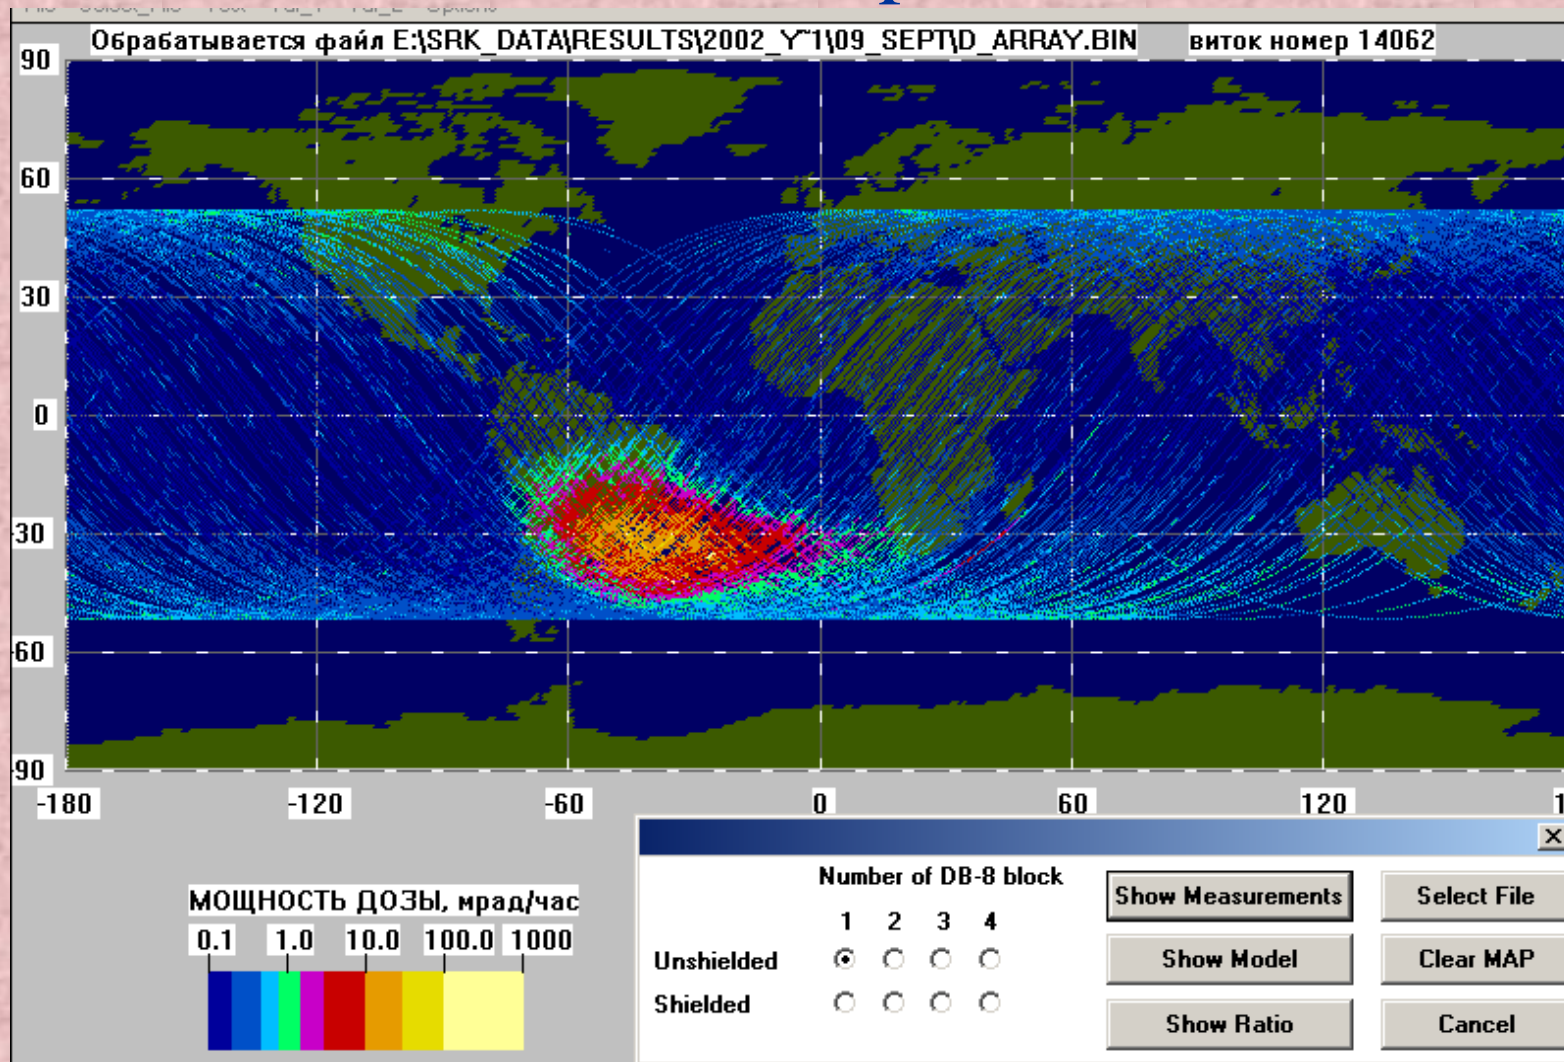 Обрабатывается файл E:\SRK_DATA\RESULTS\2002_Y~1\09_SEPT\D_ARRAY.BIN виток номер 14062
90
60
30
0
-30
-60
-90
-180 -120 -60 0 60 120
МОЩНОСТЬ ДОЗЫ, мрад/час
0.1 1.0 10.0 100.0 1000
Number of DB-8 block
1 2 3 4
Unshielded
Shielded
Show Measurements
Select File
Show Model
Clear MAP
Show Ratio
Cancel